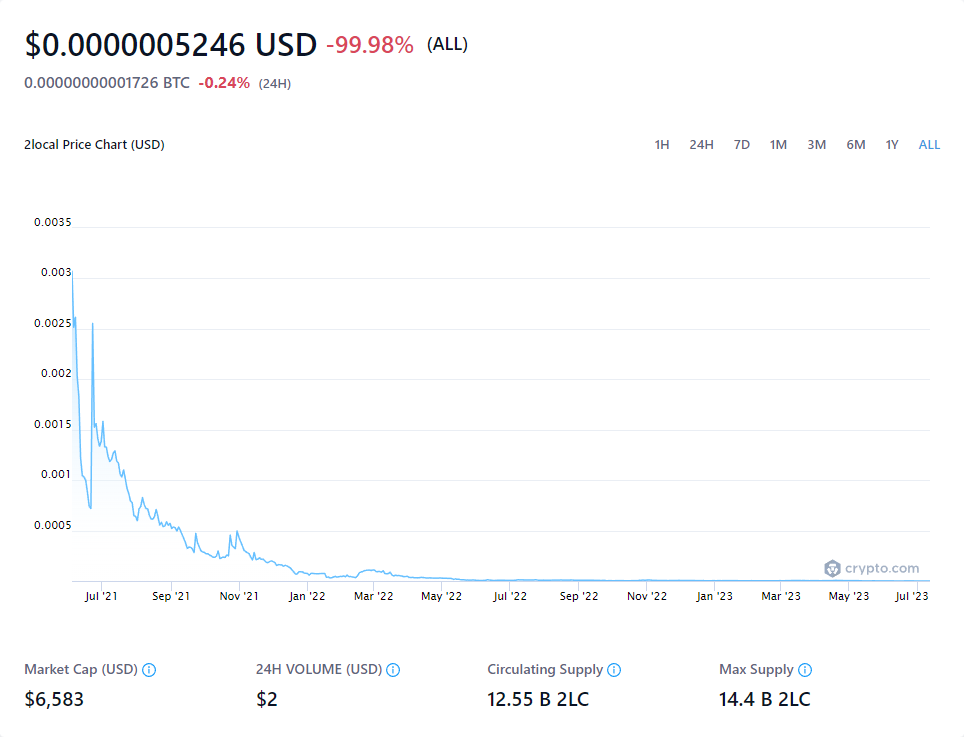 $0.0000005246 USD -99.98% (ALL)
0.00000000001726 BTC -0.24% (24H)
2local Price Chart (USD) 1H 24H 7D 1M 3M 6M 1Y ALL
0.0035
0.003
0.0025
0.002
0.0015
0.001
0.0005
crypto.com
Jul '21 Sep '21 Nov '21 Jan '22 Mar '22 May '22 Jul '22 Sep '22 Nov '22 Jan '23 Mar '23 May '23 Jul '23
Market Cap (USD) 24H VOLUME (USD) Circulating Supply Max Supply
$6,583 $2 12.55 B 2LC 14.4 B 2LC